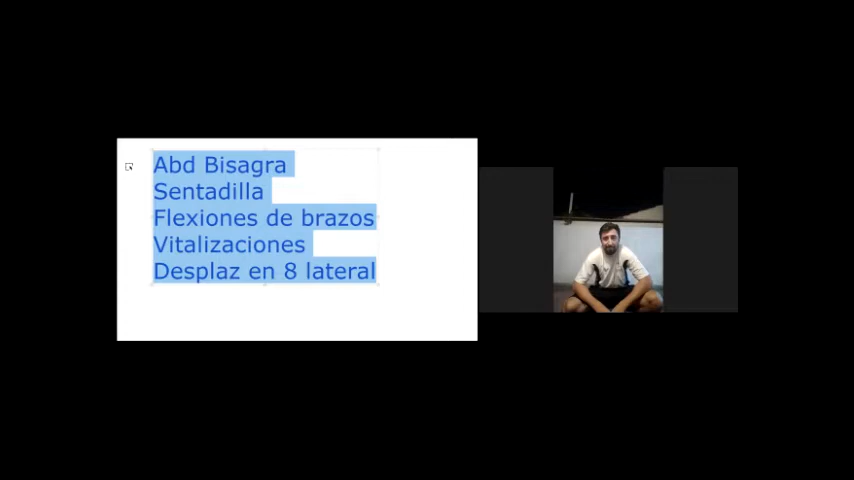 Abd Bisagra
Sentadilla
Flexiones de brazos
Vitalizaciones
Desplaz en 8 lateral